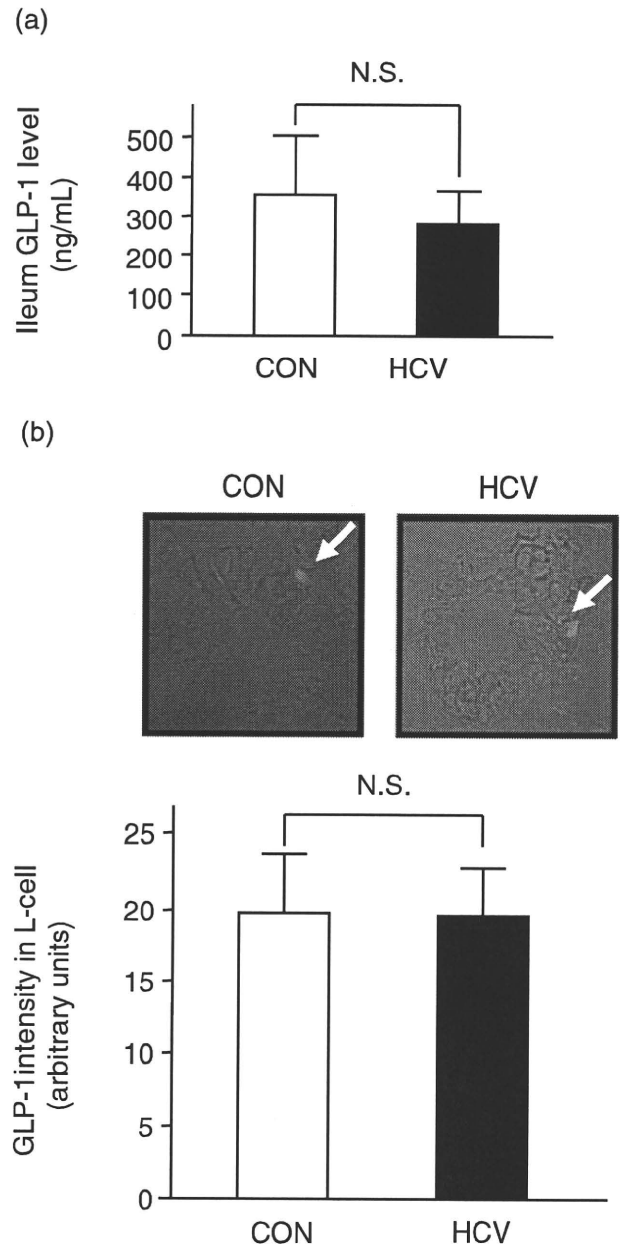 (a)
N.S.
Ileum GLP-1 level
(ng/mL)
500
400
300
200
100
0
CON HCV
(b)
CON HCV
N.S.
GLP-1intensity in L-cell
(arbitrary units)
25
20
15
10
5
0
CON HCV